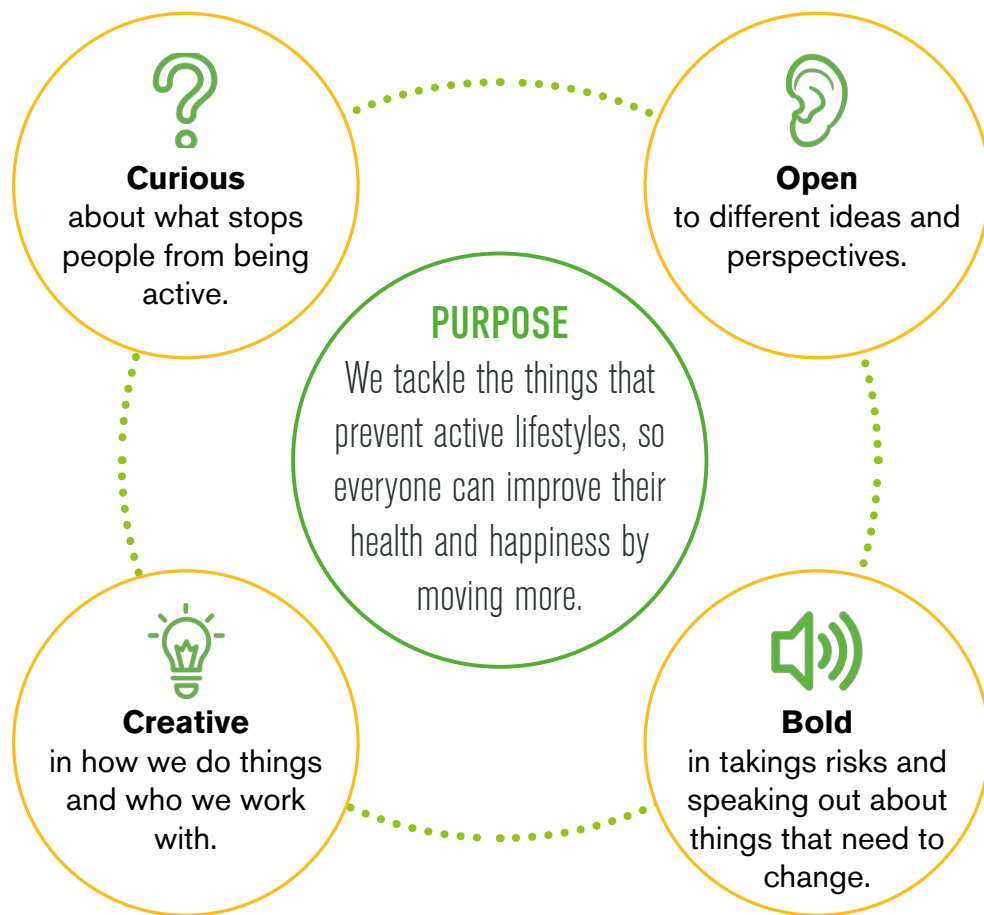 Curious
about what stops
people from being
active.
Open
to different ideas and
perspectives.
PURPOSE
We tackle the things that
prevent active lifestyles, so
everyone can improve their
health and happiness by
moving more.
Creative
in how we do things
and who we work
with.
Bold
in takings risks and
speaking out about
things that need to
change.